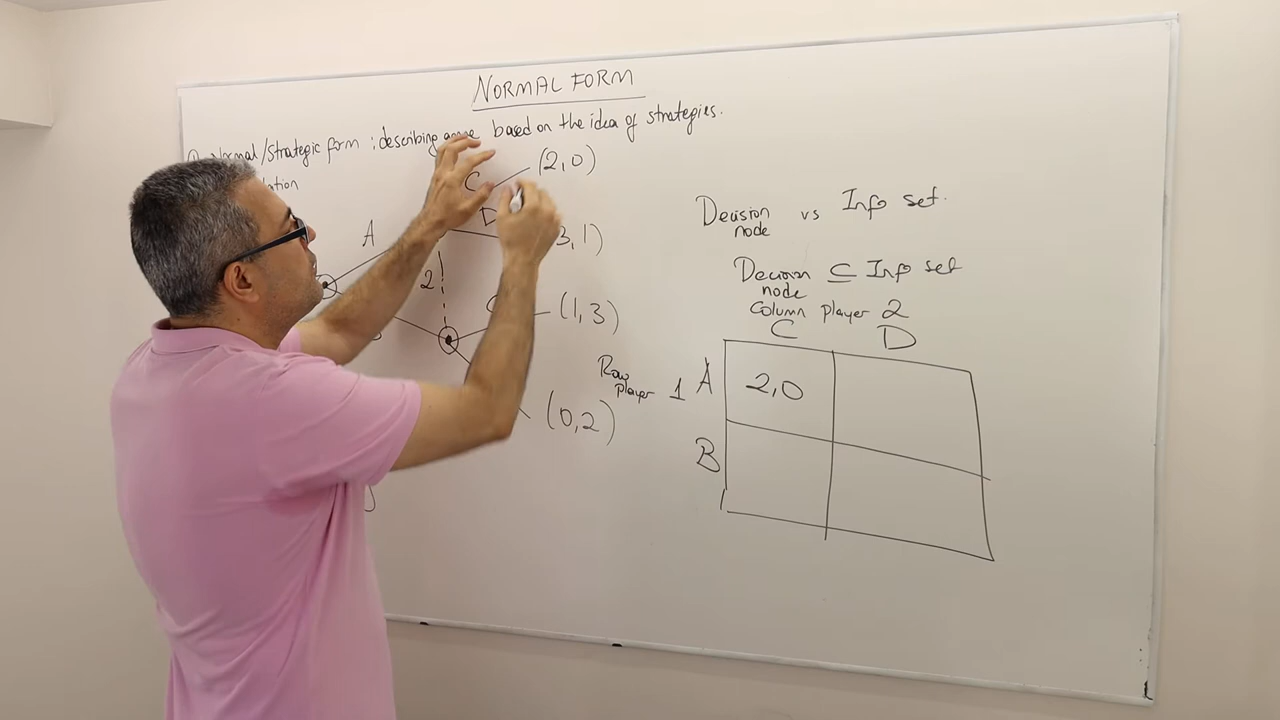 NORMAL FORM
/strategic form : describing game based on the idea of strategies.
C (2,0)
A D 3,1)
2
(1,3)
(0,2)
Decision node vs Info set.
Decision node ⊆ Info set
Column player 2
C D
Row player 1 A 2,0
B